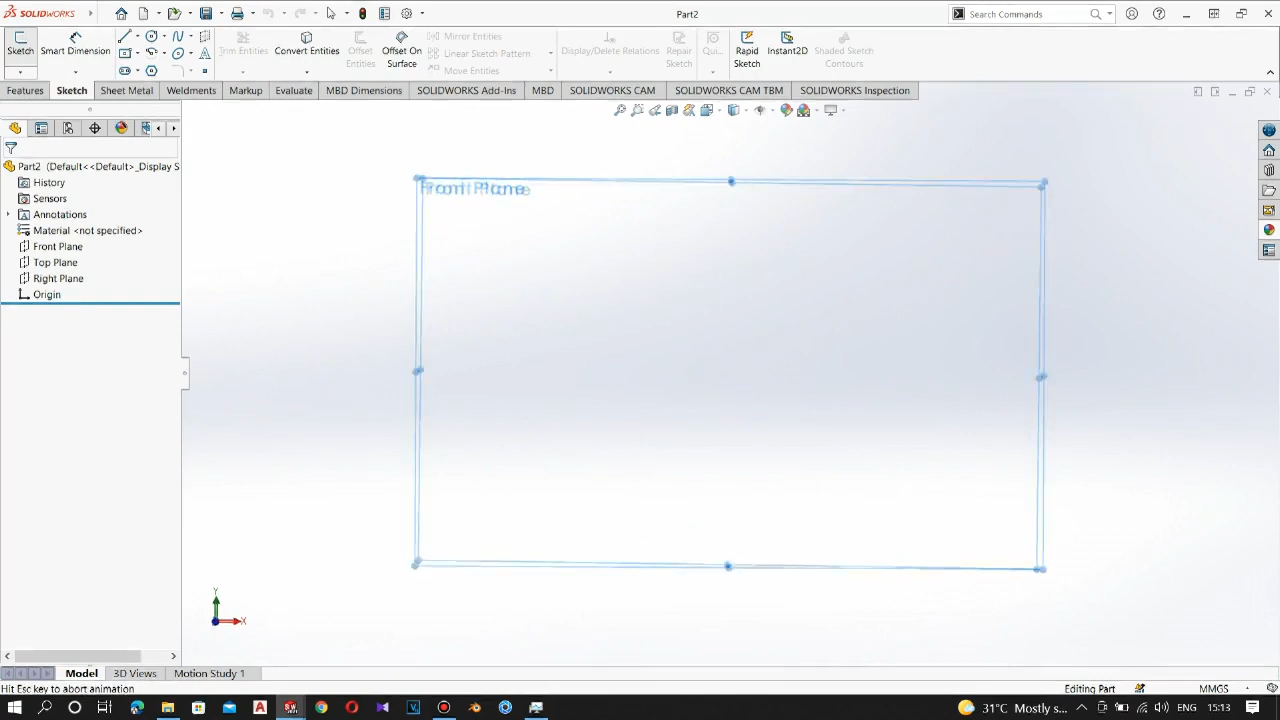 SOLIDWORKS
Part2
Search Commands
Sketch
Smart Dimension
Trim Entities
Convert Entities
Offset Entities
Offset On Surface
Mirror Entities
Linear Sketch Pattern
Move Entities
Display/Delete Relations
Repair Sketch
Qui...
Rapid Sketch
Instant2D
Shaded Sketch Contours
Features
Sketch
Sheet Metal
Weldments
Markup
Evaluate
MBD Dimensions
SOLIDWORKS Add-Ins
MBD
SOLIDWORKS CAM
SOLIDWORKS CAM TBM
SOLIDWORKS Inspection
Part2 (Default<<Default>_Display S
History
Sensors
Annotations
Material <not specified>
Front Plane
Top Plane
Right Plane
Origin
Front Plane
Y
X
Model
3D Views
Motion Study 1
Hit Esc key to abort animation
Editing Part
MMGS
31°C Mostly s...
15:13